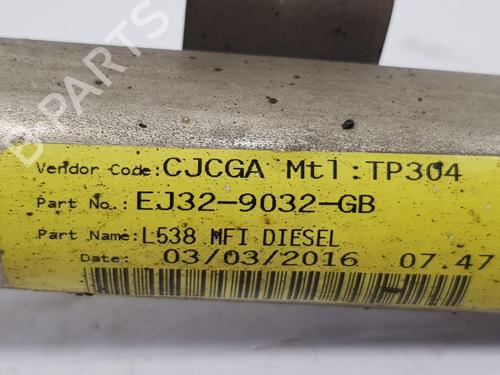 Vendor Code: CJCGA Mtl:TP304
Part No.: EJ32-9032-GB
Part Name: L538 MFI DIESEL
Date: 03/03/2016 07.47
B-PARTS